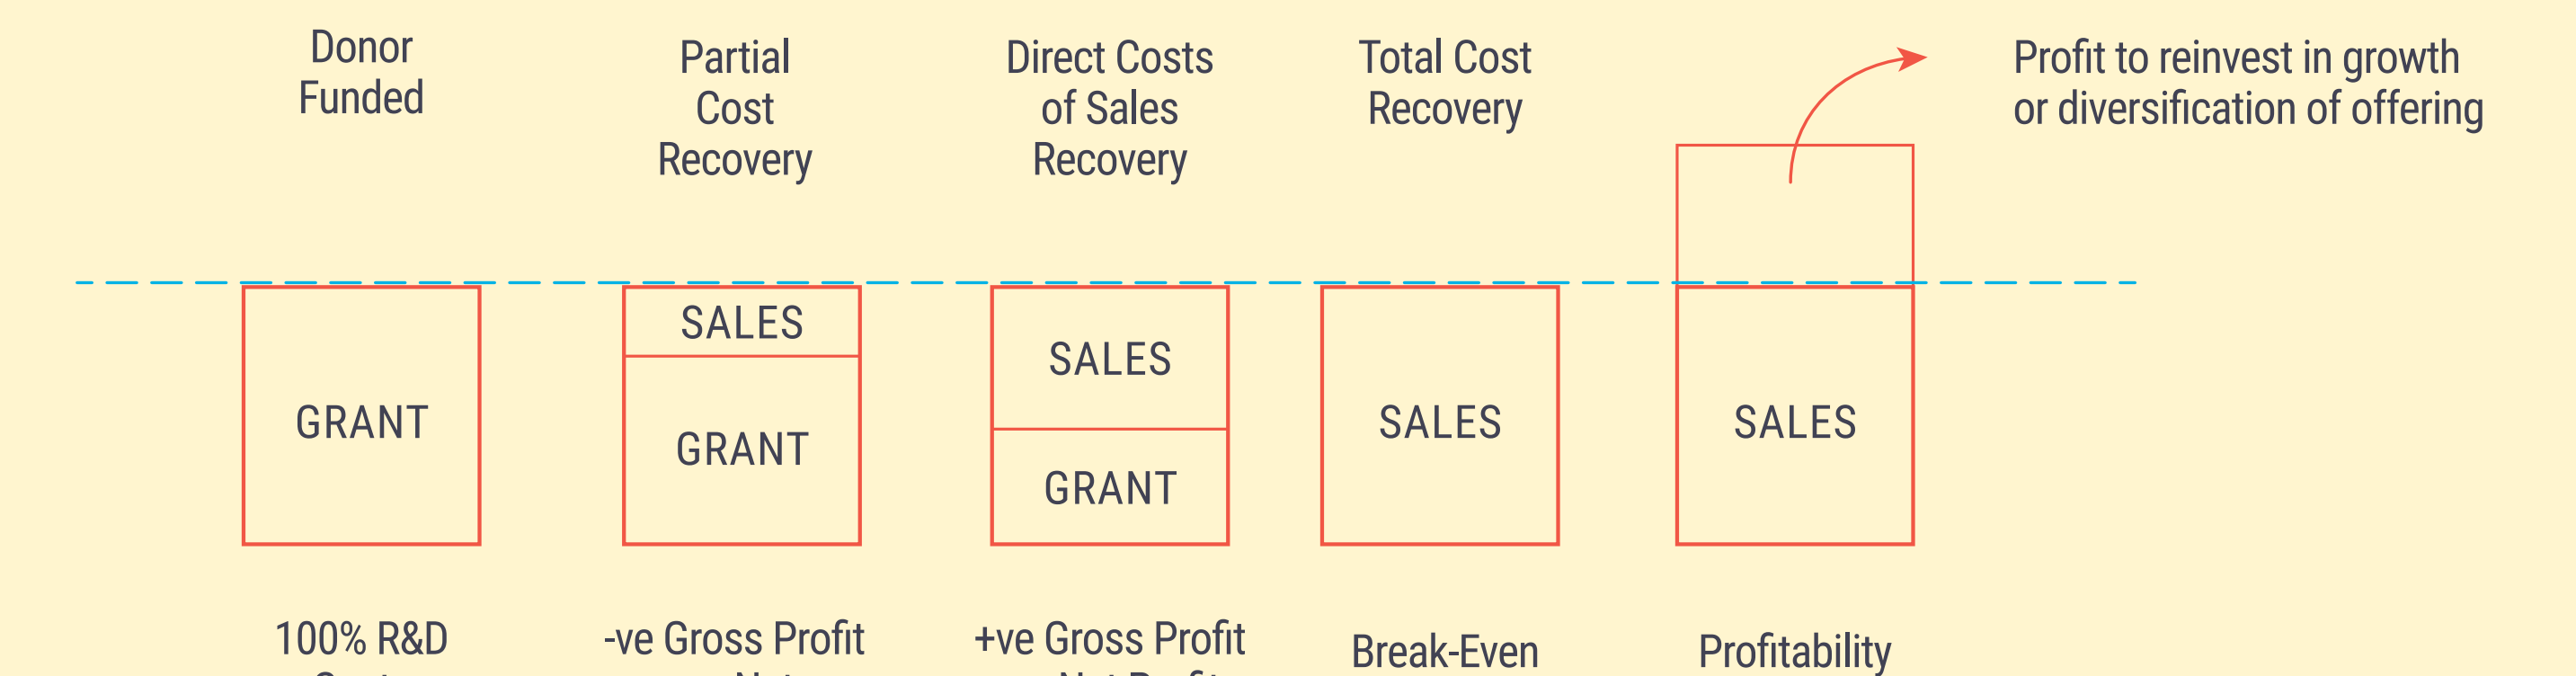 Donor
Funded
Partial
Cost
Recovery
Direct Costs
of Sales
Recovery
Total Cost
Recovery
Profit to reinvest in growth
or diversification of offering
GRANT
SALES
GRANT
SALES
GRANT
SALES
SALES
100% R&D
-ve Gross Profit
+ve Gross Profit
Break-Even
Profitability